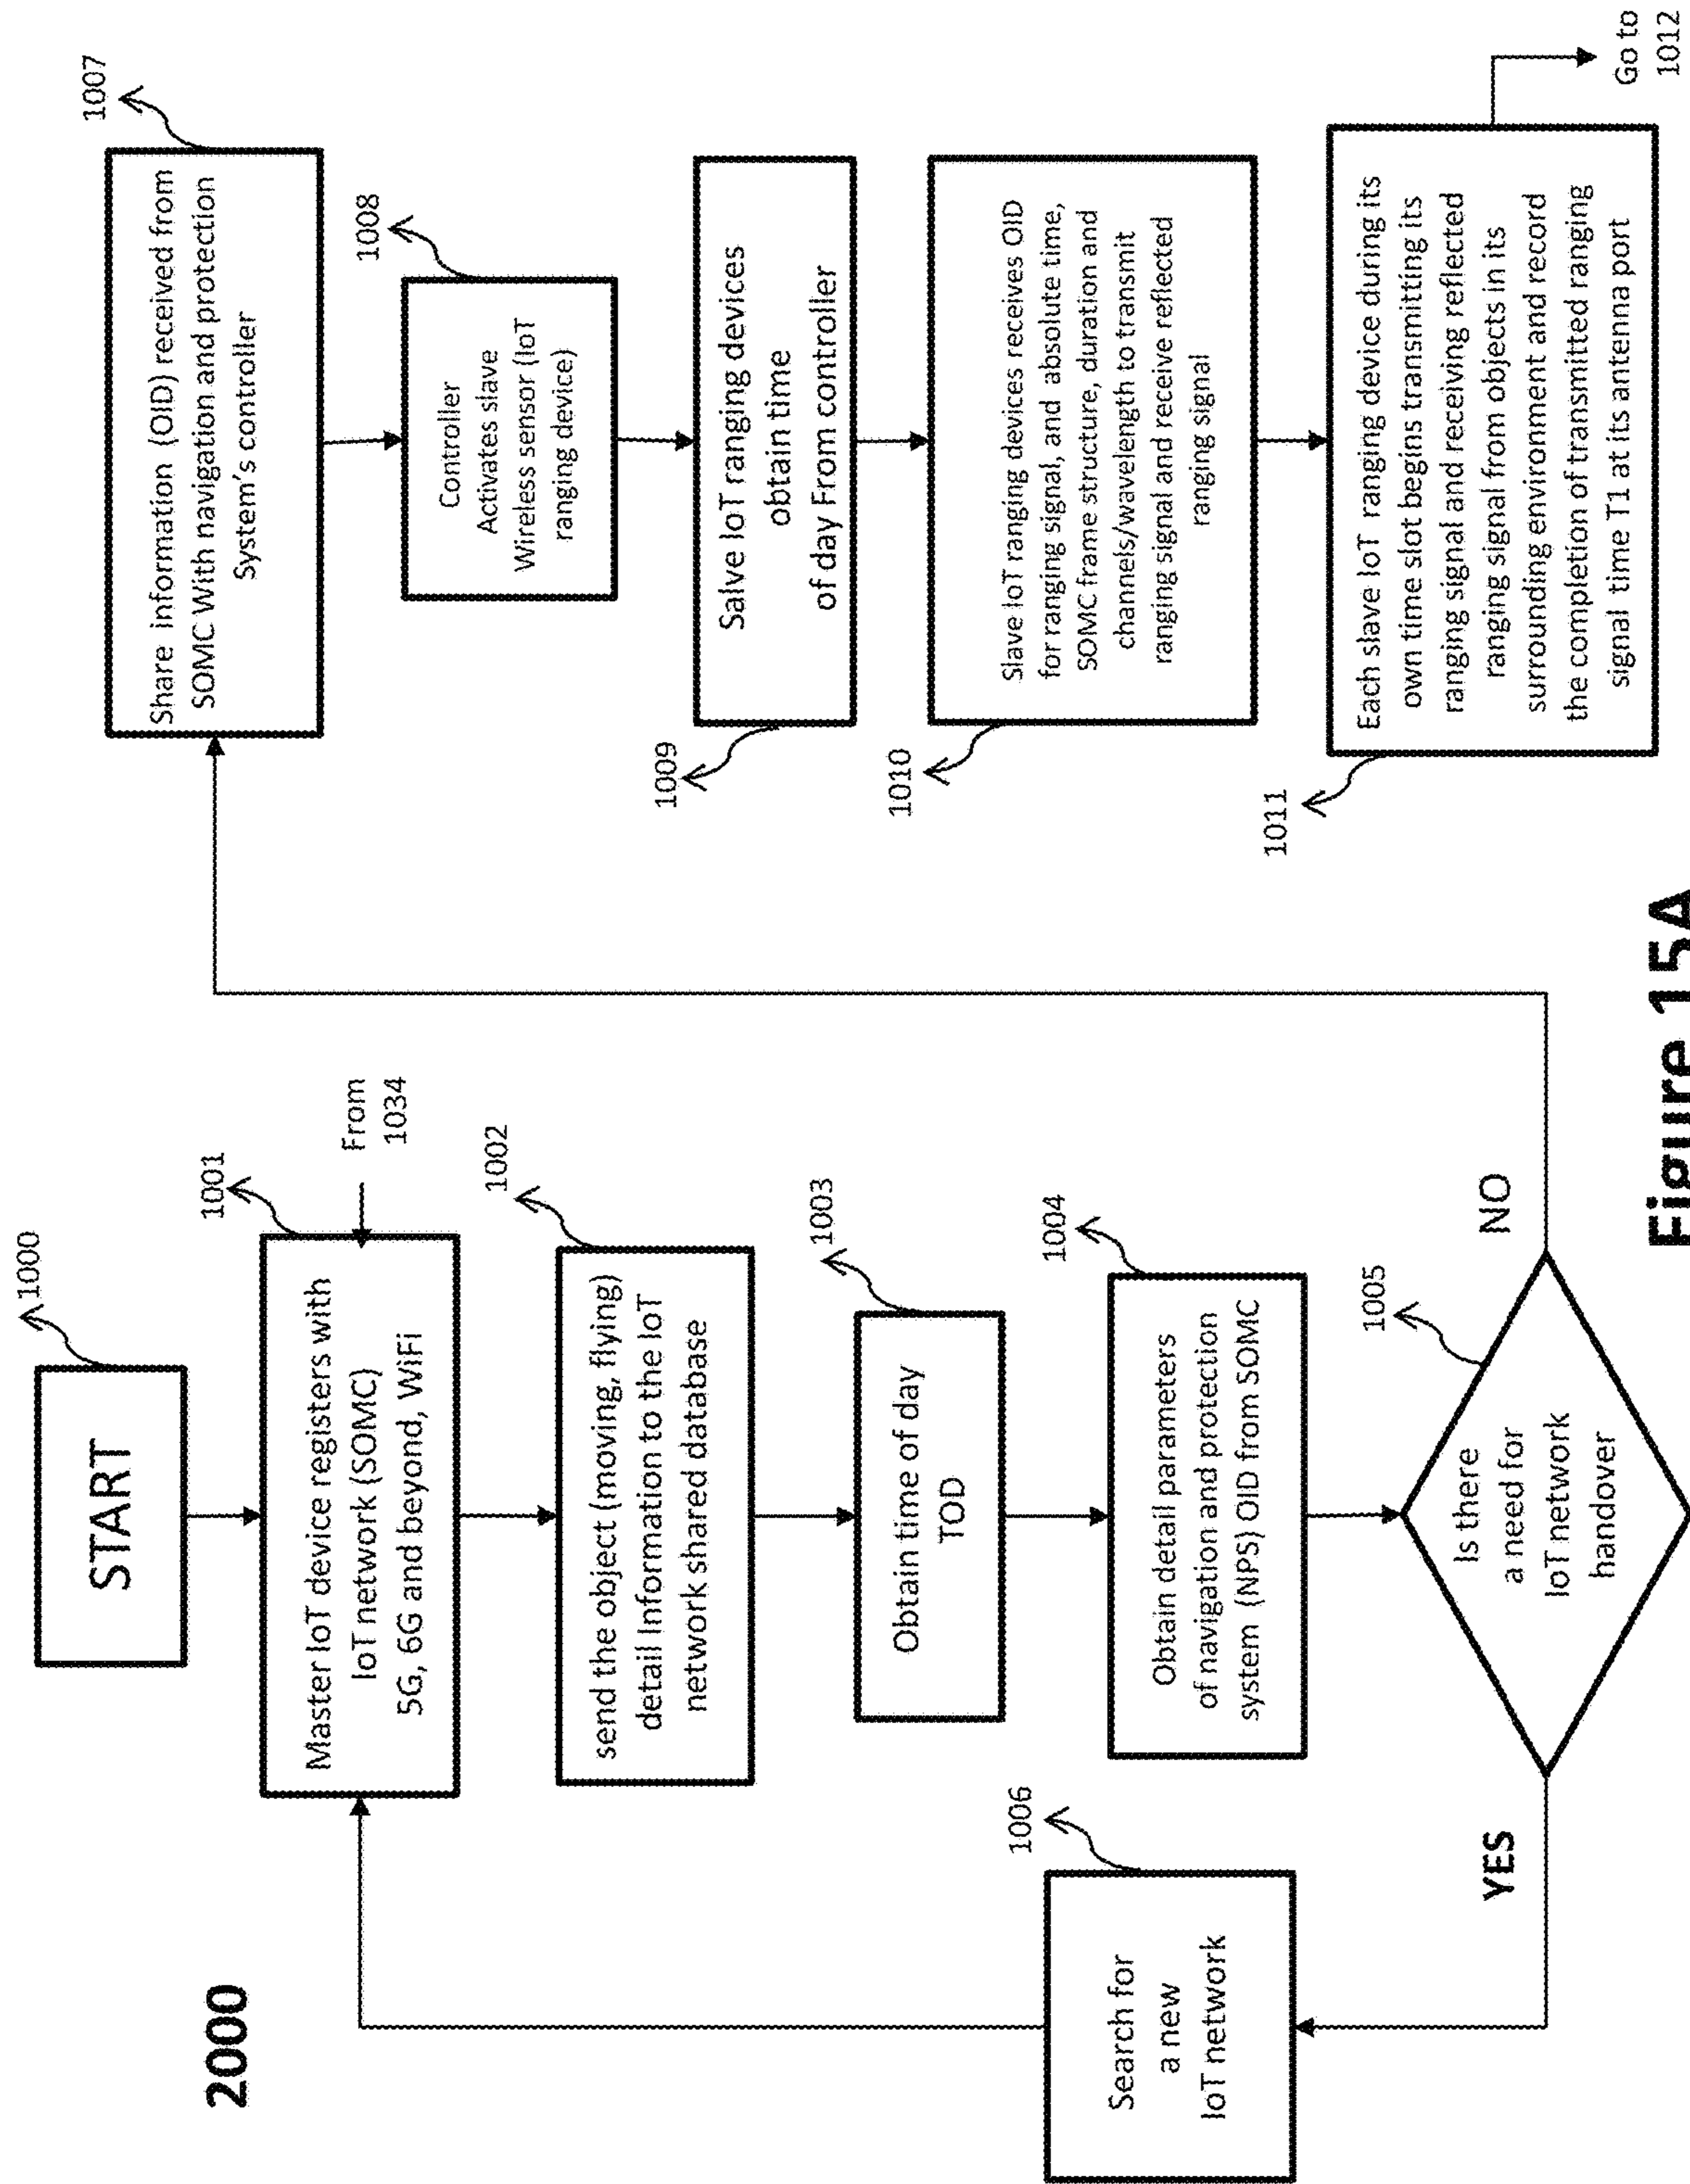 2000
1000
START
1001
Master IoT device registers with
IoT network (SOMC)
5G, 6G and beyond, WiFi
From
1034
1002
send the object (moving, flying)
detail Information to the IoT
network shared database
1003
Obtain time of day
TOD
1004
Obtain detail parameters
of navigation and protection
system (NPS) OID from SOMC
1005
Is there
a need for
IoT network
handover
YES
NO
1006
Search for
a new
IoT network
1007
Share information (OID) received from
SOMC With navigation and protection
System's controller
1008
Controller
Activates slave
Wireless sensor (IoT
ranging device)
1009
Salve IoT ranging devices
obtain time
of day From controller
1010
Slave IoT ranging devices receives OID
for ranging signal, and absolute time,
SOMC frame structure, duration and
channels/wavelength to transmit
ranging signal and receive reflected
ranging signal
1011
Each slave IoT ranging device during its
own time slot begins transmitting its
ranging signal and receiving reflected
ranging signal from objects in its
surrounding environment and record
the completion of transmitted ranging
signal time T1 at its antenna port
Go to
1012
Figure 15A